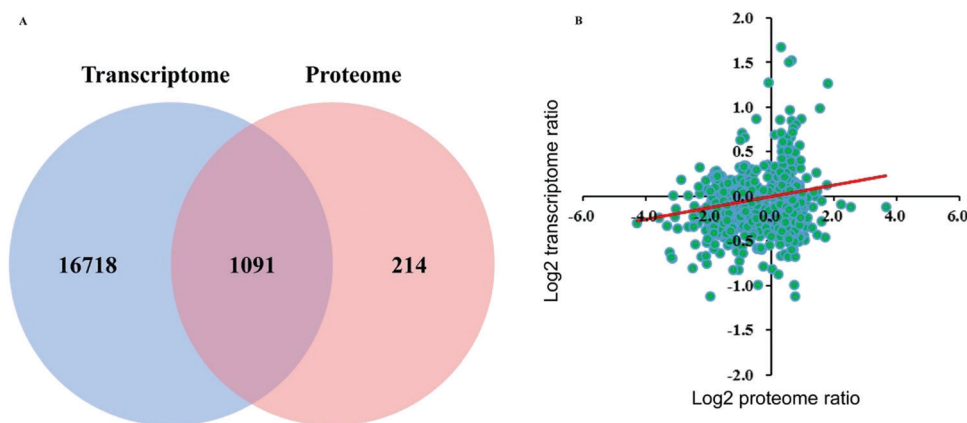 A
Transcriptome Proteome
16718 1091 214
B
2.0
1.5
1.0
0.5
0.0
-6.0 -4.0 -2.0 0.0 2.0 4.0 6.0
-0.5
-1.0
-1.5
-2.0
Log2 transcriptome ratio
Log2 proteome ratio